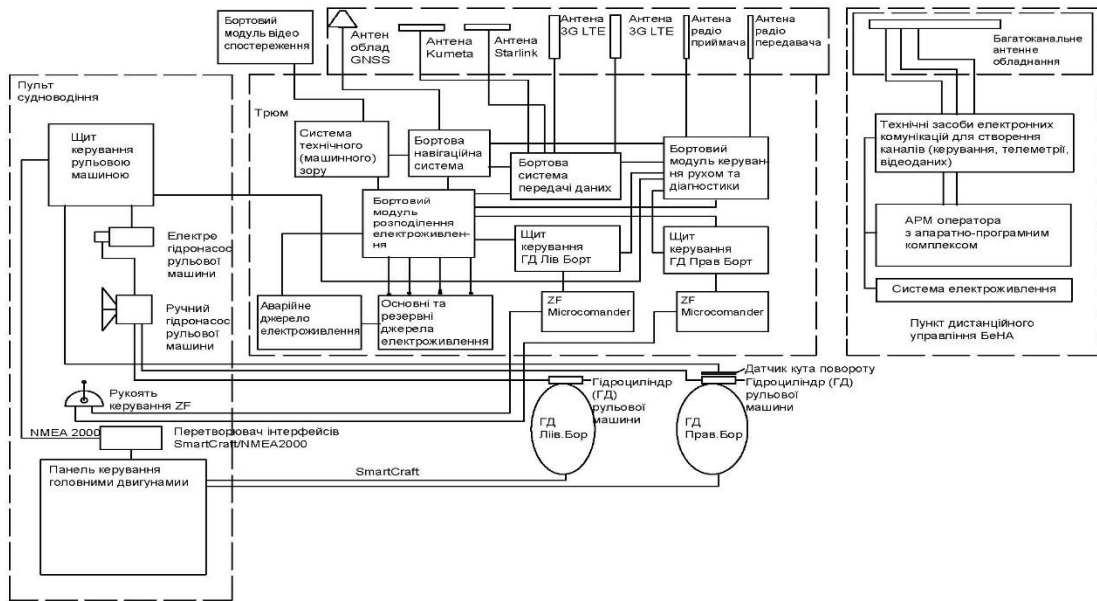 Бортовий
модуль відео
спостереження
Антен
облад
GNSS
Антена
Kumeta
Антена
Starlink
Антена
3G LTE
Антена
3G LTE
Антена
радіо
приймача
Антена
радіо
передавача
Багатоканальне
антенне
обладнання
Пульт
судноводіння
Щит
керування
рульовою
машиною
Електро
гідронасос
рульової
машини
Ручний
гідронасос
рульової
машини
Рукоять
керування ZF
NMEA 2000
Перетворювач інтерфейсів
SmartCraft/NMEA2000
Панель керування
головними двигунамии
Трюм
Система
технічного
(машинного)
зору
Бортова
навігаційна
система
Бортова
система
передачі даних
Бортовий
модуль керуван-
ня рухом та
діагностики
Бортовий
модуль
розподілення
електроживлен-
ня
Щит
керування
ГД Лів Борт
Щит
керування
ГД Прав Борт
Аварійне
джерело
електроживлення
Основні та
резервні
джерела
електроживлення
ZF
Microcomander
ZF
Microcomander
Датчик кута повороту
Гідроциліндр
(ГД)
рульової
машини
Гідроциліндр (ГД)
рульової
машини
ГД
Ліів.Бор
ГД
Прав.Бор
SmartCraft
Технічні засоби електронних
комунікацій для створення
каналів (керування, телеметрії,
відеоданих)
АРМ оператора
з апаратно-програмним
комплексом
Система електроживлення
Пункт дистанційного
управління БеНА